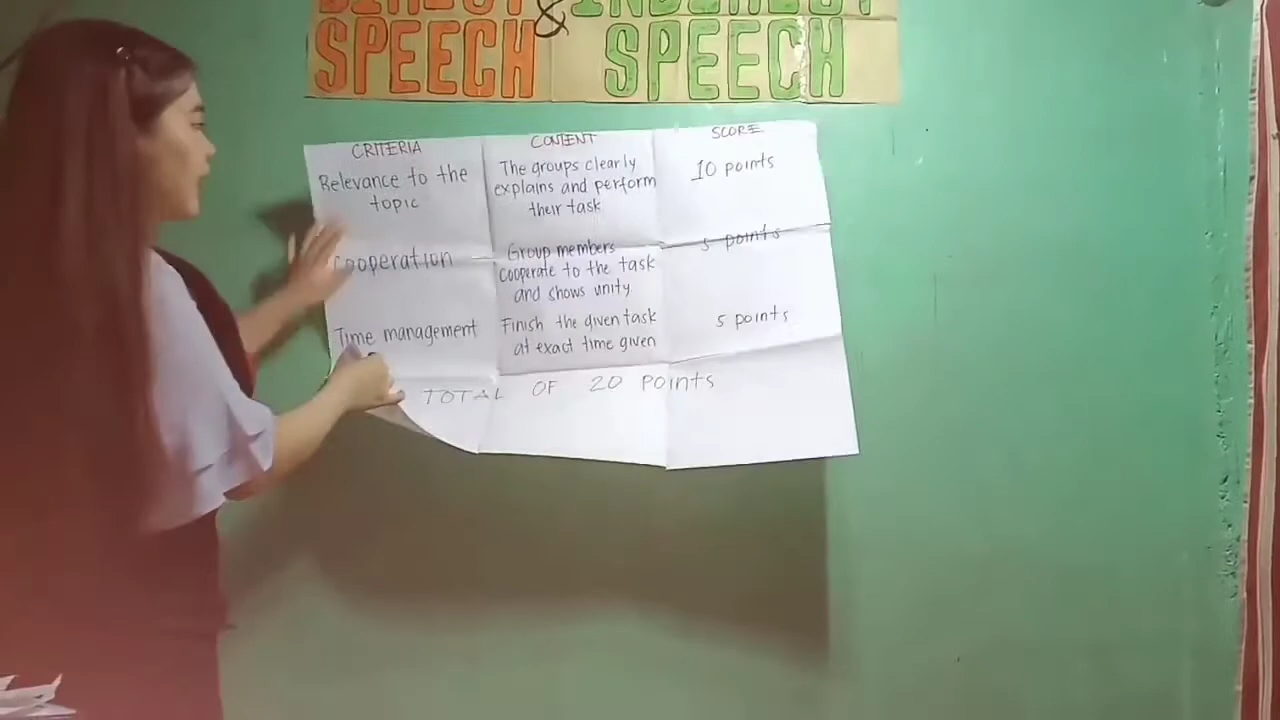 DIRECT & INDIRECT
SPEECH SPEECH
CRITERIA CONTENT SCORE
Relevance to the
topic
The groups clearly
explains and perform
their task
10 points
Cooperation
Group members
cooperate to the task
and shows unity
5 points
Time management
Finish the given task
at exact time given
5 points
TOTAL OF 20 POINTS